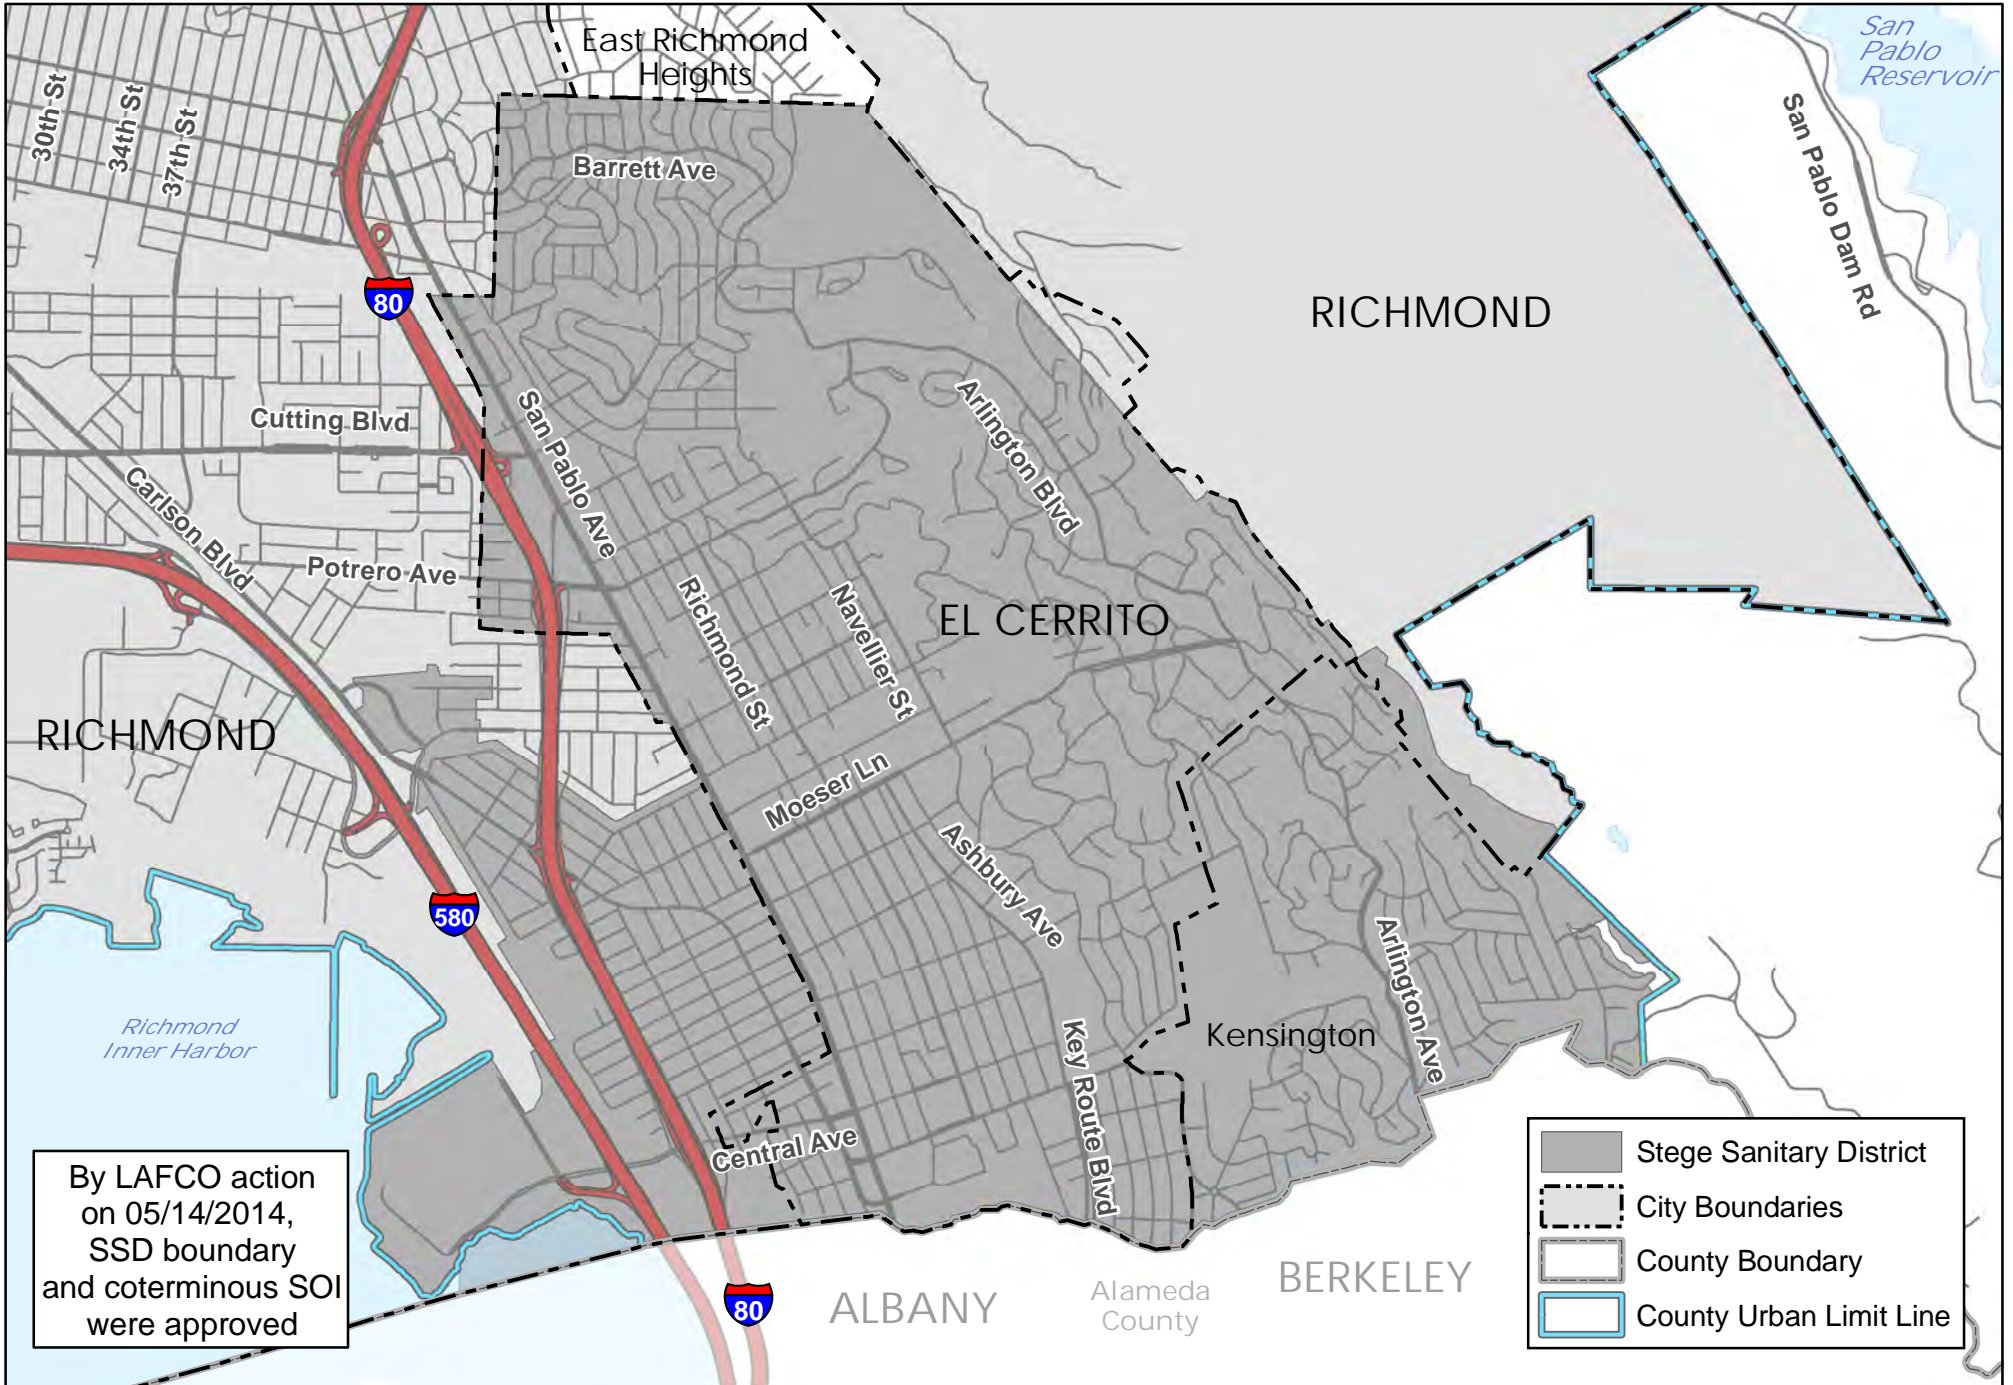 East Richmond
Heights
San
Pablo
Reservoir
30th St
34th St
37th St
Barrett Ave
San Pablo Dam Rd
80
RICHMOND
Cutting Blvd
San Pablo Ave
Arlington Blvd
Carlson Blvd
Potrero Ave
Richmond St
Navellier St
EL CERRITO
RICHMOND
Moeser Ln
Ashbury Ave
580
Arlington Ave
Richmond
Inner Harbor
Key Route Blvd
Kensington
Central Ave
By LAFCO action
on 05/14/2014,
SSD boundary
and coterminous SOI
were approved
80
ALBANY
Alameda
County
BERKELEY
Stege Sanitary District
City Boundaries
County Boundary
County Urban Limit Line